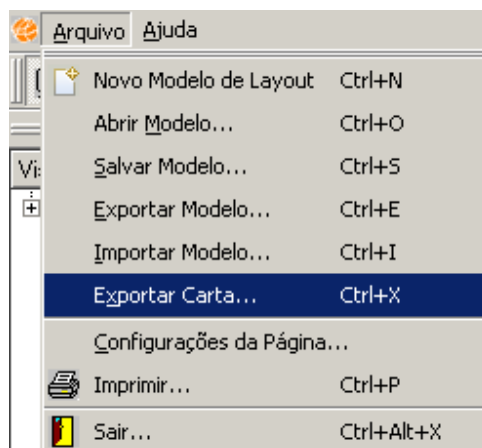 Arquivo Ajuda
Novo Modelo de Layout Ctrl+N
Abrir Modelo... Ctrl+O
Salvar Modelo... Ctrl+S
Exportar Modelo... Ctrl+E
Importar Modelo... Ctrl+I
Exportar Carta... Ctrl+X
Configurações da Página...
Imprimir... Ctrl+P
Sair... Ctrl+Alt+X